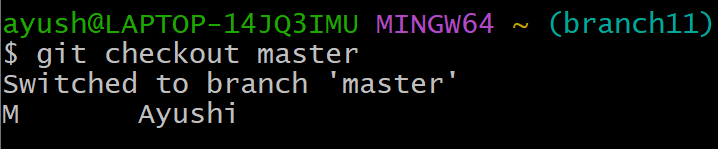 ayush@LAPTOP-14JQ3IMU MINGW64 ~ (branch11)
$ git checkout master
Switched to branch 'master'
M       Ayushi